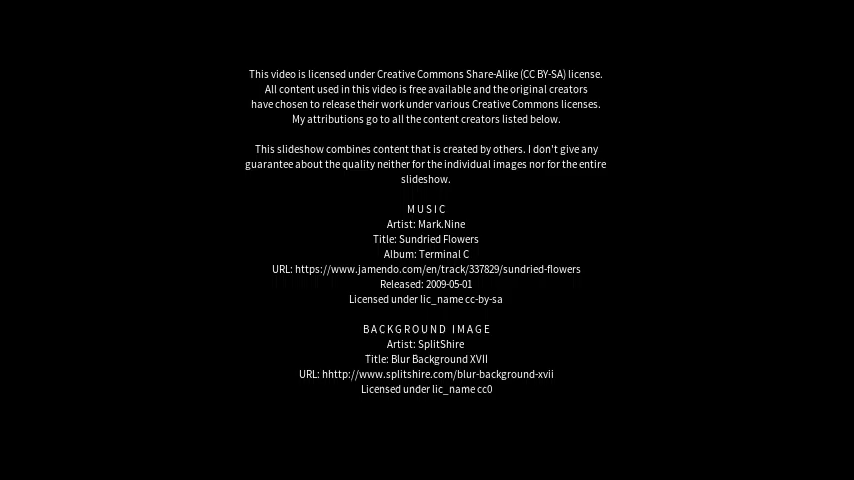 This video is licensed under Creative Commons Share-Alike (CC BY-SA) license.
All content used in this video is free available and the original creators
have chosen to release their work under various Creative Commons licenses.
My attributions go to all the content creators listed below.
This slideshow combines content that is created by others. I don't give any
guarantee about the quality neither for the individual images nor for the entire
slideshow.
MUSIC
Artist: Mark.Nine
Title: Sundried Flowers
Album: Terminal C
URL: https://www.jamendo.com/en/track/337829/sundried-flowers
Released: 2009-05-01
Licensed under lic_name cc-by-sa
BACKGROUND IMAGE
Artist: SplitShire
Title: Blur Background XVII
URL: hhttp://www.splitshire.com/blur-background-xvii
Licensed under lic_name cc0